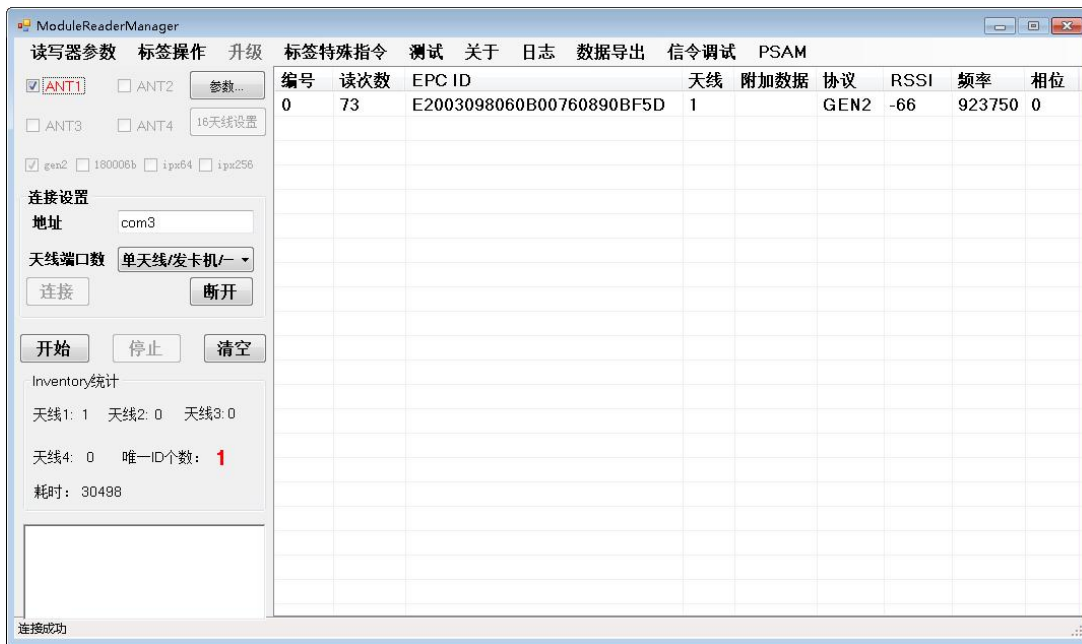 ModuleReaderManager
读写器参数 标签操作 升级 标签特殊指令 测试 关于 日志 数据导出 信令调试 PSAM
ANT1 ANT2 参数...
ANT3 ANT4 16天线设置
gen2 180006b ipx64 ipx256
连接设置
地址 com3
天线端口数 单天线/发卡机/一
连接 断开
开始 停止 清空
Inventory统计
天线1: 1 天线2: 0 天线3: 0
天线4: 0 唯一ID个数: 1
耗时: 30498
编号 读次数 EPC ID 天线 附加数据 协议 RSSI 频率 相位
0 73 E2003098060B00760890BF5D 1 GEN2 -66 923750 0
连接成功